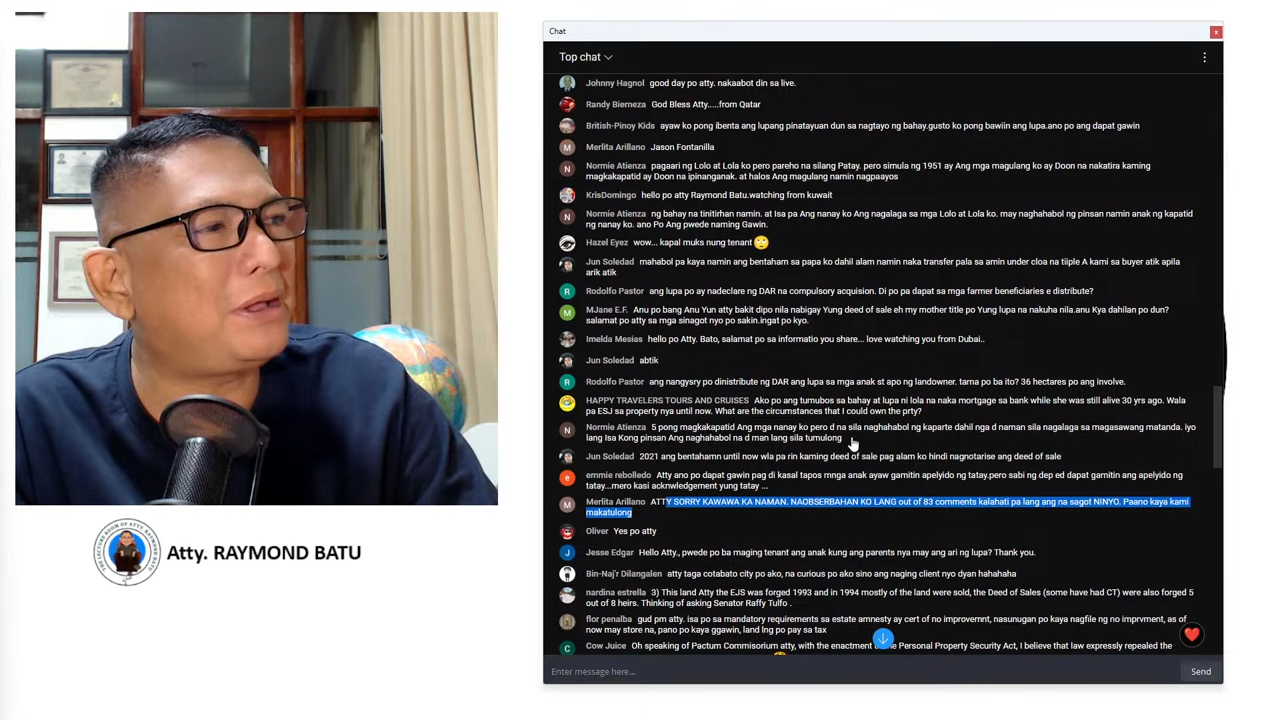 Chat
x
Top chat
Johnny Hagnol good day po atty. nakaabot din sa live.
Randy Bierneza God Bless Atty.....from Qatar
British-Pinoy Kids ayaw ko pong ibenta ang lupang pinatayuan dun sa nagtayo ng bahay.gusto ko pong bawiin ang lupa.ano po ang dapat gawin
M Merlita Arillano Jason Fontanilla
N Normie Atienza pagaari ng Lolo at Lola ko pero pareho na silang Patay. pero simula ng 1951 ay Ang mga magulang ko ay Doon na nakatira kaming
magkakapatid ay Doon na ipinanganak. at halos Ang magulang namin nagpaayos
KrisDomingo hello po atty Raymond Batu.watching from kuwait
N Normie Atienza ng bahay na tinitirhan namin. at Isa pa Ang nanay ko Ang nagalaga sa mga Lolo at Lola ko. may naghahabol ng pinsan namin anak ng kapatid
ng nanay ko. ano Po Ang pwede naming Gawin.
Hazel Eyez wow... kapal muks nung tenant 🙄
Jun Soledad mahabol pa kaya namin ang bentaham sa papa ko dahil alam namin naka transfer pala sa amin under cloa na tiiple A kami sa buyer atik apila
arik atik
R Rodolfo Pastor ang lupa po ay nadeclare ng DAR na compulsory acquision. Di po pa dapat sa mga farmer beneficiaries e distribute?
M MJane E.F. Anu po bang Anu Yun atty bakit dipo nila nabigay Yung deed of sale eh my mother title po Yung lupa na nakuha nila.anu Kya dahilan po dun?
salamat po atty sa mga sinagot nyo po sakin.ingat po kyo.
Imelda Mesias hello po Atty. Bato, salamat po sa informatio you share... love watching you from Dubai..
Jun Soledad abtik
R Rodolfo Pastor ang nangysry po dinistribute ng DAR ang lupa sa mga anak st apo ng landowner. tama po ba ito? 36 hectares po ang involve.
HAPPY TRAVELERS TOURS AND CRUISES Ako po ang tumubos sa bahay at lupa ni lola na naka mortgage sa bank while she was still alive 30 yrs ago. Wala
pa ESJ sa property nya until now. What are the circumstances that I could own the prty?
N Normie Atienza 5 pong magkakapatid Ang mga nanay ko pero d na sila naghahabol ng kaparte dahil nga d naman sila nagalaga sa magasawang matanda. iyo
lang Isa Kong pinsan Ang naghahabol na d man lang sila tumulong
Jun Soledad 2021 ang bentahamn until now wla pa rin kaming deed of sale pag alam ko hindi nagnotarise ang deed of sale
e emmie rebolledo Atty ano po dapat gawin pag di kasal tapos mnga anak ayaw gamitin apelyido ng tatay.pero sabi ng dep ed dapat gamitin ang apelyido ng
tatay...mero kasi acknwledgement yung tatay ...
M Merlita Arillano ATTY SORRY KAWAWA KA NAMAN. NAOBSERBAHAN KO LANG out of 83 comments kalahati pa lang ang na sagot NINYO. Paano kaya kami
makatulong
Oliver Yes po atty
J Jesse Edgar Hello Atty., pwede po ba maging tenant ang anak kung ang parents nya may ang ari ng lupa? Thank you.
Bin-Naj'r Dilangalen atty taga cotabato city po ako, na curious po ako sino ang naging client nyo dyan hahahaha
nardina estrella 3) This land Atty the EJS was forged 1993 and in 1994 mostly of the land were sold, the Deed of Sales (some have had CT) were also forged 5
out of 8 heirs. Thinking of asking Senator Raffy Tulfo .
flor penalba gud pm atty. isa po sa mandatory requirements sa estate amnesty ay cert of no improvemnt, nasunugan po kaya nagfile ng no imprvment, as of
now may store na, pano po kaya ggawin, land lng po pay sa tax
C Cow Juice Oh speaking of Pactum Commisorium atty, with the enactment of the Personal Property Security Act, I believe that law expressly repealed the
Enter message here...
Send
Atty. RAYMOND BATU